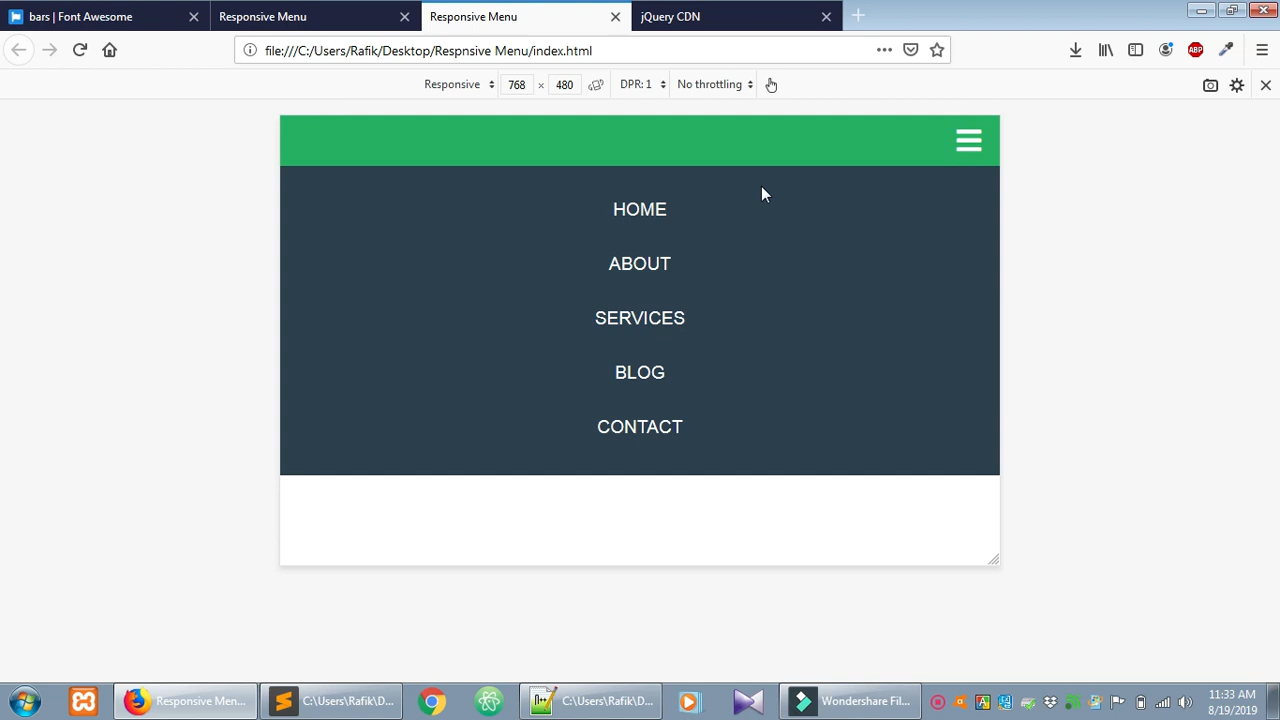 bars | Font Awesome
Responsive Menu
Responsive Menu
jQuery CDN
file:///C:/Users/Rafik/Desktop/Respnsive Menu/index.html
ABP
Responsive 768 × 480 DPR: 1 No throttling
HOME
ABOUT
SERVICES
BLOG
CONTACT
Responsive Men...
C:\Users\Rafik\D...
C:\Users\Rafik\D...
Wondershare Fil...
11:33 AM
8/19/2019